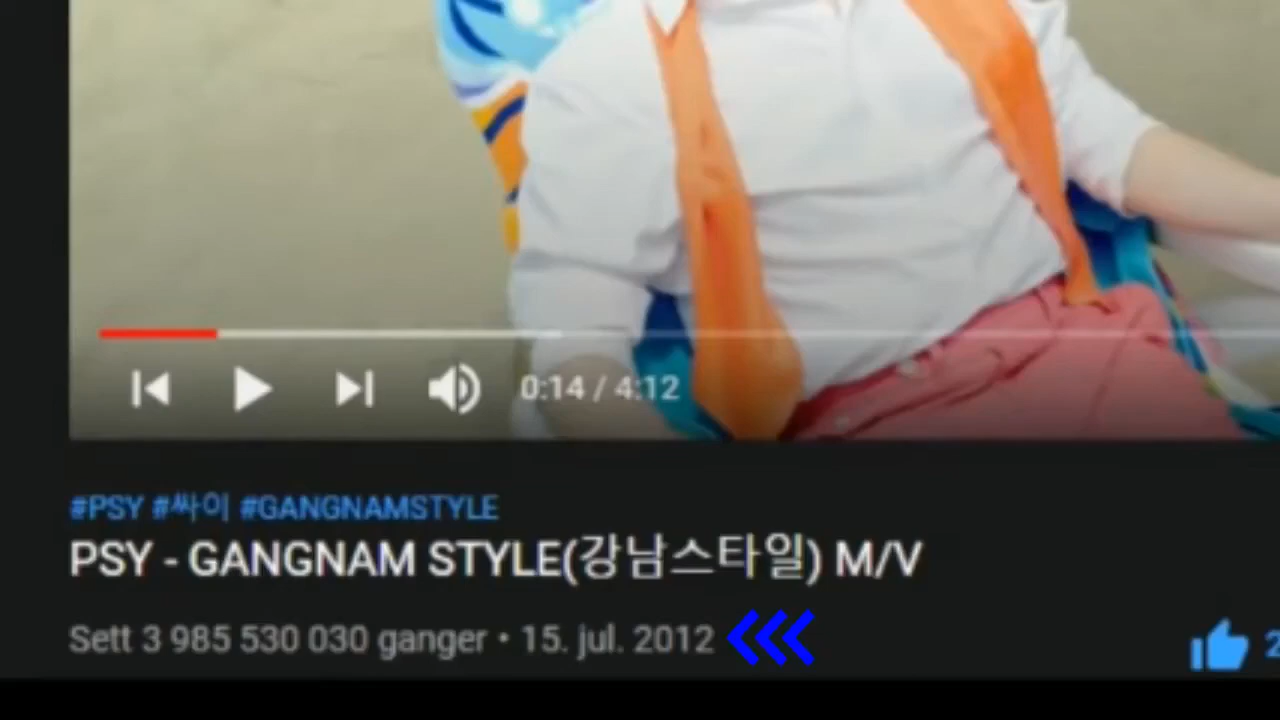 0:14 / 4:12
#PSY #싸이 #GANGNAMSTYLE
PSY - GANGNAM STYLE(강남스타일) M/V
Sett 3 985 530 030 ganger • 15. jul. 2012
2